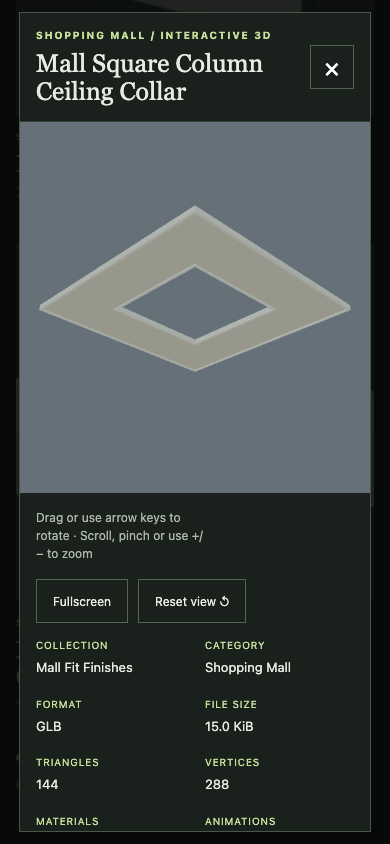 SHOPPING MALL / INTERACTIVE 3D
Mall Square Column
Ceiling Collar
×
Drag or use arrow keys to
rotate · Scroll, pinch or use +/
− to zoom
Fullscreen
Reset view ↺
COLLECTION
Mall Fit Finishes
CATEGORY
Shopping Mall
FORMAT
GLB
FILE SIZE
15.0 KiB
TRIANGLES
144
VERTICES
288
MATERIALS
ANIMATIONS